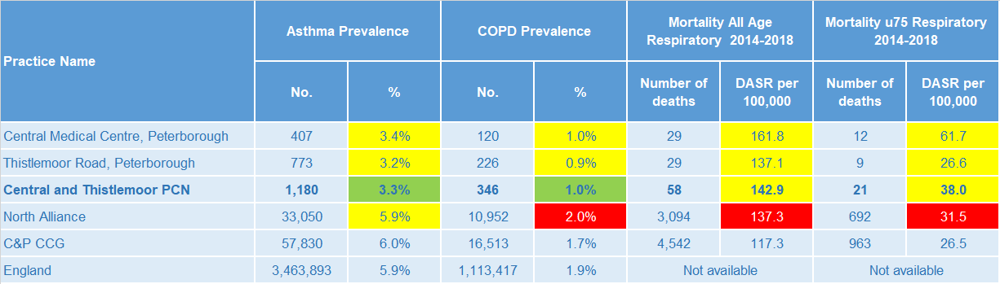 Practice Name
Asthma Prevalence
COPD Prevalence
Mortality All Age
Respiratory 2014-2018
Mortality u75 Respiratory
2014-2018
No.
%
No.
%
Number of
deaths
DASR per
100,000
Number of
deaths
DASR per
100,000
Central Medical Centre, Peterborough 407 3.4% 120 1.0% 29 161.8 12 61.7
Thistlemoor Road, Peterborough 773 3.2% 226 0.9% 29 137.1 9 26.6
Central and Thistlemoor PCN 1,180 3.3% 346 1.0% 58 142.9 21 38.0
North Alliance 33,050 5.9% 10,952 2.0% 3,094 137.3 692 31.5
C&P CCG 57,830 6.0% 16,513 1.7% 4,542 117.3 963 26.5
England 3,463,893 5.9% 1,113,417 1.9% Not available Not available